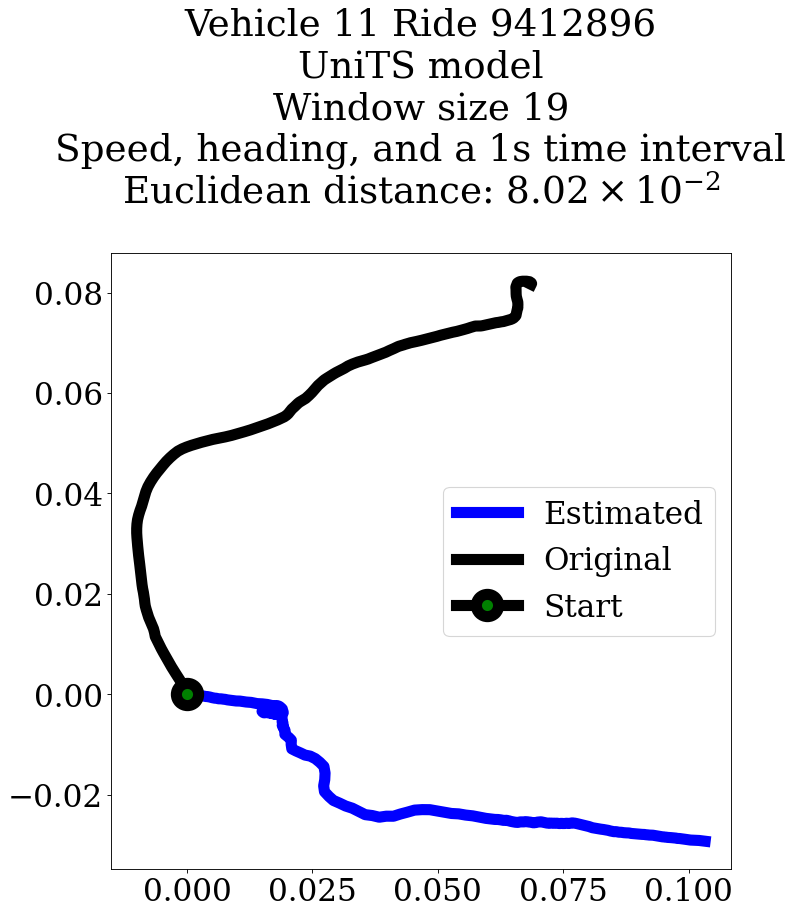 Vehicle 11 Ride 9412896
UniTS model
Window size 19
Speed, heading, and a 1s time interval
Euclidean distance: 8.02 × 10⁻²
0.08
0.06
0.04
0.02
0.00
−0.02
Estimated
Original
Start
0.000 0.025 0.050 0.075 0.100